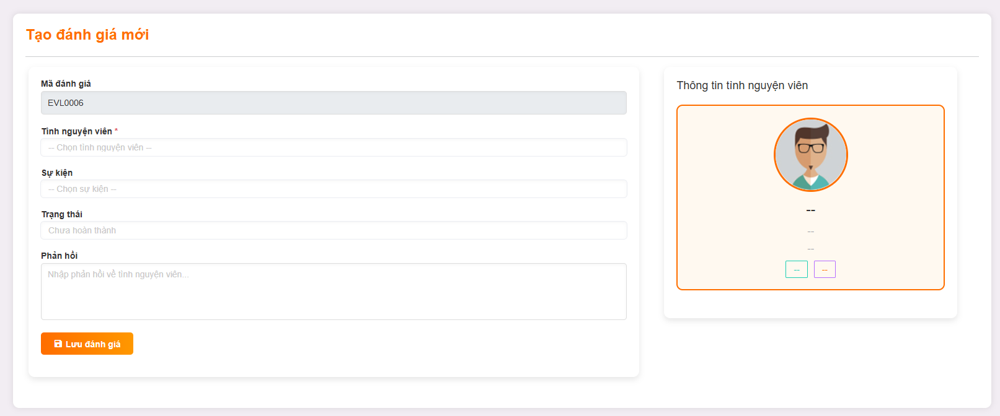 Tạo đánh giá mới
Mã đánh giá
EVL0006
Tình nguyện viên *
-- Chọn tình nguyện viên --
Sự kiện
-- Chọn sự kiện --
Trạng thái
Chưa hoàn thành
Phản hồi
Nhập phản hồi về tình nguyện viên...
Lưu đánh giá
Thông tin tình nguyện viên
--
--
--
-- --